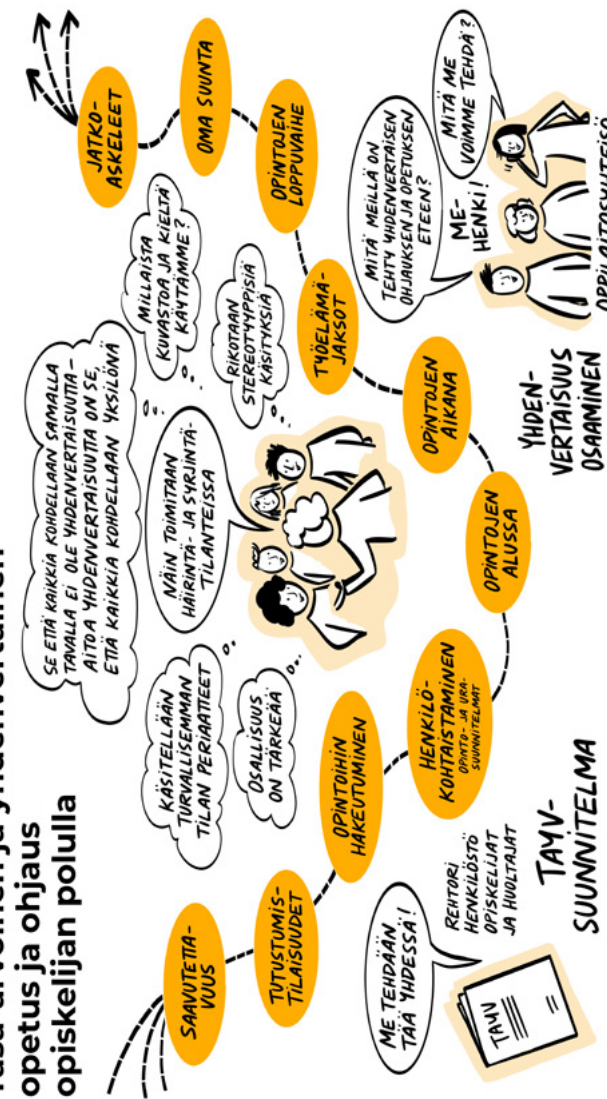 opetus ja ohjaus
opiskelijan polulla
SAAVUTETTA-
VUUS
TUTUSTUMIS-
TILAISUUDET
OPINTOIHIN
HAKEUTUMINEN
HENKILÖ-
KOHTAISTAMINEN
OPINTO- JA URA-
SUUNNITELMAT
OPINTOJEN
ALUSSA
OPINTOJEN
AIKANA
TYÖELÄMÄ-
JAKSOT
OPINTOJEN
LOPPUVAIHE
OMA SUUNTA
JATKO-
ASKELEET
KÄSITELLÄÄN
TURVALLISEMMAN
TILAN PERIAATTEET
OSALLISUUS
ON TÄRKEÄÄ
SE ETTÄ KAIKKIA KOHDELLAAN SAMALLA
TAVALLA EI OLE YHDENVERTAISUUTTA –
AITOA YHDENVERTAISUUTTA ON SE,
ETTÄ KAIKKIA KOHDELLAAN YKSILÖNÄ
NÄIN TOIMITAAN
HÄIRINTÄ- JA SYRJINTÄ-
TILANTEISSA
MILLAISTA
KUVASTOA JA KIELTÄ
KÄYTÄMME?
RIKOTAAN
STEREOTYYPPISIÄ
KÄSITYKSIÄ
ME TEHDÄÄN
TÄÄ YHDESSÄ!
TAYV
REHTORI
HENKILÖSTÖ
OPISKELIJAT
JA HUOLTAJAT
TAYV-
SUUNNITELMA
YHDEN-
VERTAISUUS
OSAAMINEN
MITÄ MEILLÄ ON
TEHTY YHDENVERTAISEN
OHJAUKSEN JA OPETUKSEN
ETEEN?
ME-
HENKI!
MITÄ ME
VOIMME TEHDÄ?
OPPILAITOSYHTEISÖ